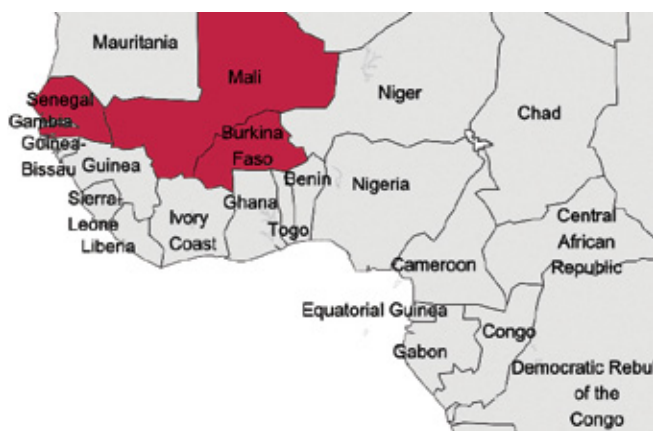 Mauritania
Mali
Niger
Chad
Senegal
Gambia
Guinea-
Bissau
Guinea
Burkina
Faso
Benin
Nigeria
Sierra-
Leone
Liberia
Ivory
Coast
Ghana
Togo
Central
African
Republic
Cameroon
Equatorial Guinea
Congo
Gabon
Democratic Rebul
of the
Congo